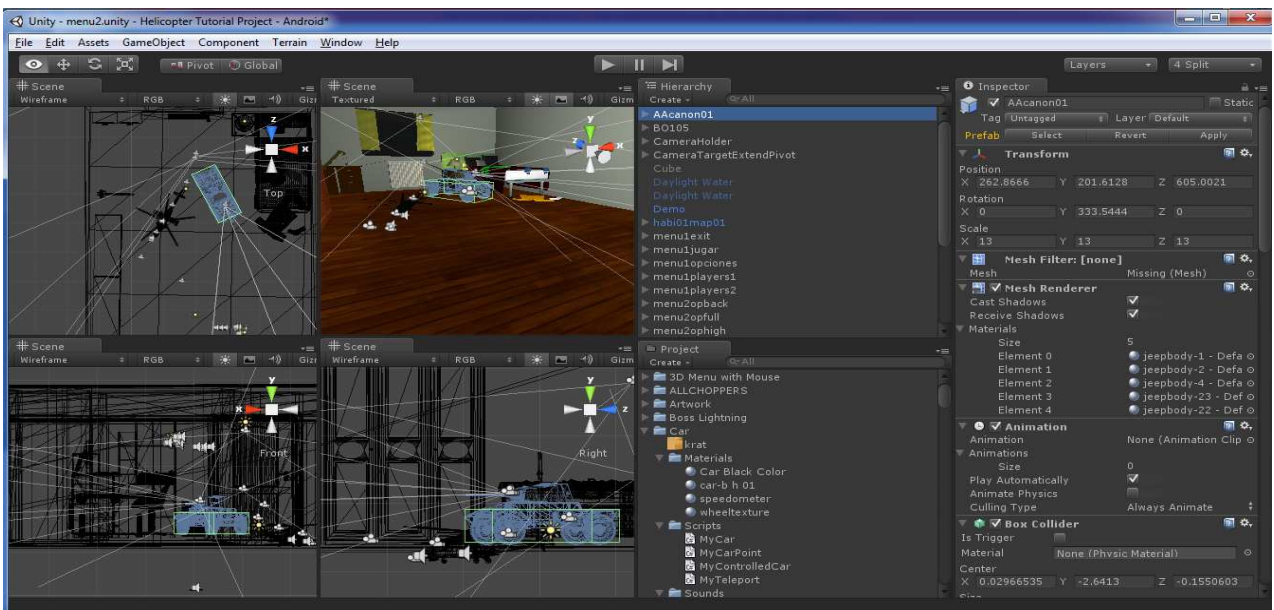 Unity - menu2.unity - Helicopter Tutorial Project - Android*
File Edit Assets GameObject Component Terrain Window Help
Pivot Global Layers 4 Split
Scene
Wireframe RGB Gizr
z
x
Top
Scene
Textured RGB Gizm
y
z
x
Scene
Wireframe RGB Gizr
y
x
Front
Scene
Wireframe RGB Gizm
y
z
Right
Hierarchy
Create All
AAcanon01
BO105
CameraHolder
CameraTargetExtendPivot
Cube
Daylight Water
Daylight Water
Demo
habi01map01
menu1exit
menu1jugar
menu1opciones
menu1players1
menu1players2
menu2opback
menu2opfull
menu2ophigh
Project
Create All
3D Menu with Mouse
ALLCHOPPERS
Artwork
Boss Lightning
Car
krat
Materials
Car Black Color
car-b h 01
speedometer
wheeltexture
Scripts
MyCar
MyCarPoint
MyControlledCar
MyTeleport
Sounds
Inspector
AAcanon01 Static
Tag Untagged Layer Default
Prefab Select Revert Apply
Transform
Position
X 262.8666 Y 201.6128 Z 605.0021
Rotation
X 0 Y 333.5444 Z 0
Scale
X 13 Y 13 Z 13
Mesh Filter: [none]
Mesh Missing (Mesh)
Mesh Renderer
Cast Shadows
Receive Shadows
Materials
Size 5
Element 0 jeepbody-1 - Defa
Element 1 jeepbody-2 - Defa
Element 2 jeepbody-4 - Defa
Element 3 jeepbody-23 - Def
Element 4 jeepbody-22 - Def
Animation
Animation None (Animation Clip
Animations
Size 0
Play Automatically
Animate Physics
Culling Type Always Animate
Box Collider
Is Trigger
Material None (Physic Material)
Center
X 0.02966535 Y -2.6413 Z -0.1550603